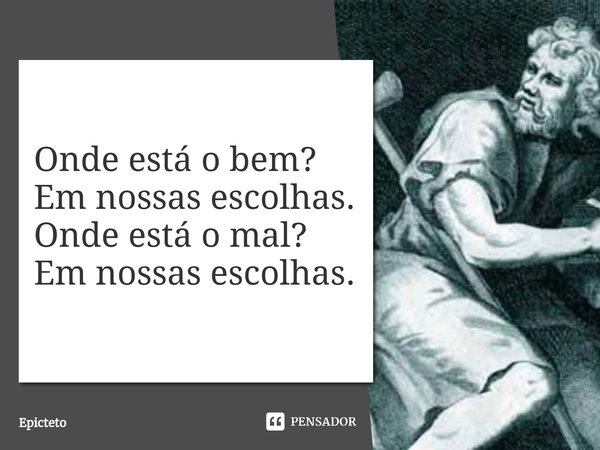 Onde está o bem?
Em nossas escolhas.
Onde está o mal?
Em nossas escolhas.
Epicteto
PENSADOR